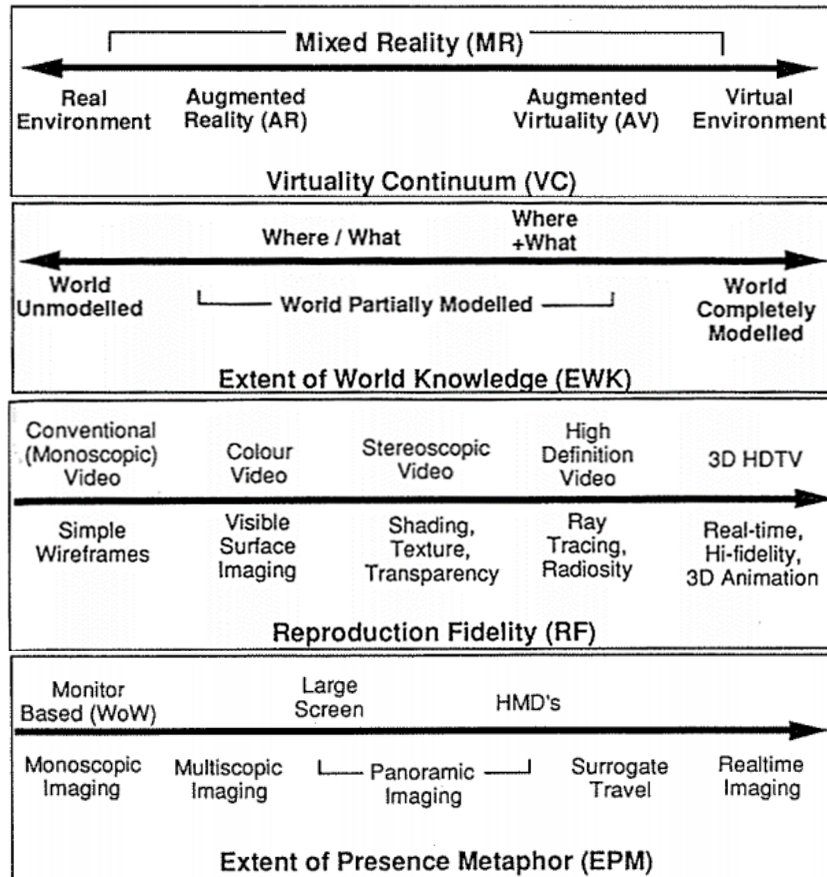 Mixed Reality (MR)
Real
Environment
Augmented
Reality (AR)
Augmented
Virtuality (AV)
Virtual
Environment
Virtuality Continuum (VC)
Where / What
Where
+What
World
Unmodelled
World Partially Modelled
World
Completely
Modelled
Extent of World Knowledge (EWK)
Conventional
(Monoscopic)
Video
Colour
Video
Stereoscopic
Video
High
Definition
Video
3D HDTV
Simple
Wireframes
Visible
Surface
Imaging
Shading,
Texture,
Transparency
Ray
Tracing,
Radiosity
Real-time,
Hi-fidelity,
3D Animation
Reproduction Fidelity (RF)
Monitor
Based (WoW)
Large
Screen
HMD's
Monoscopic
Imaging
Multiscopic
Imaging
Panoramic
Imaging
Surrogate
Travel
Realtime
Imaging
Extent of Presence Metaphor (EPM)